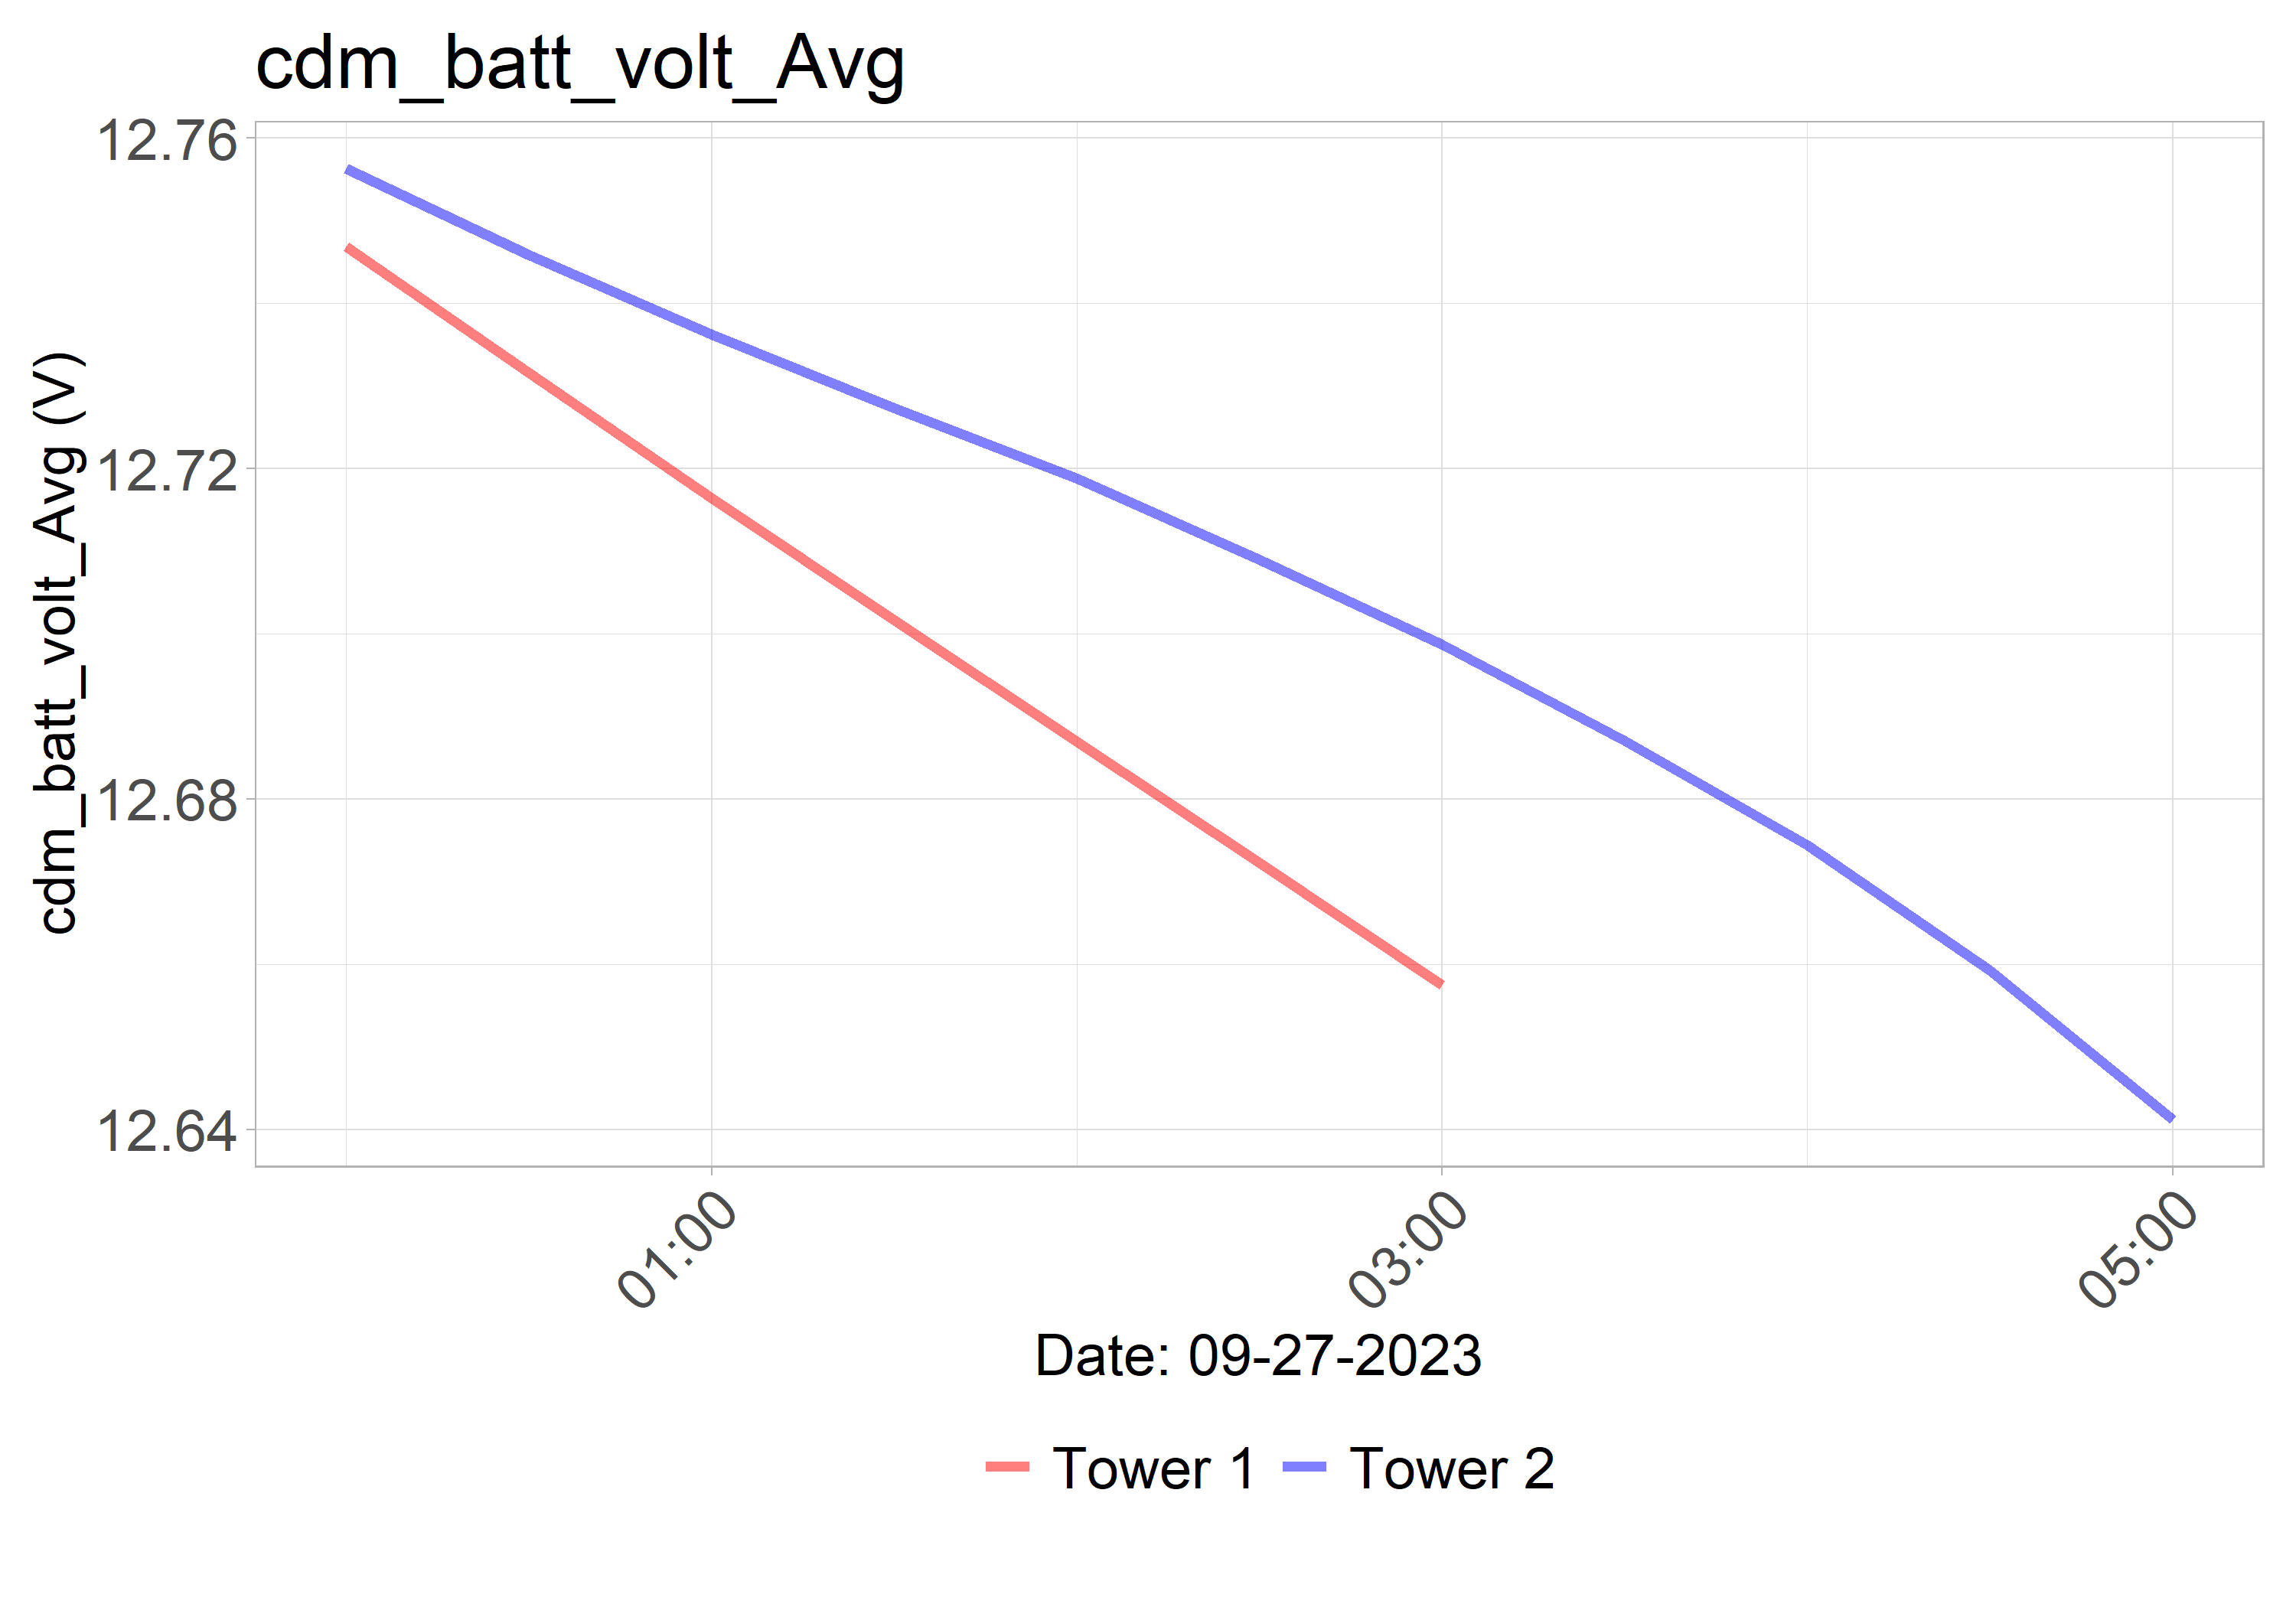 cdm_batt_volt_Avg
cdm_batt_volt_Avg (V)
12.76
12.72
12.68
12.64
01:00
03:00
05:00
Date: 09-27-2023
Tower 1
Tower 2